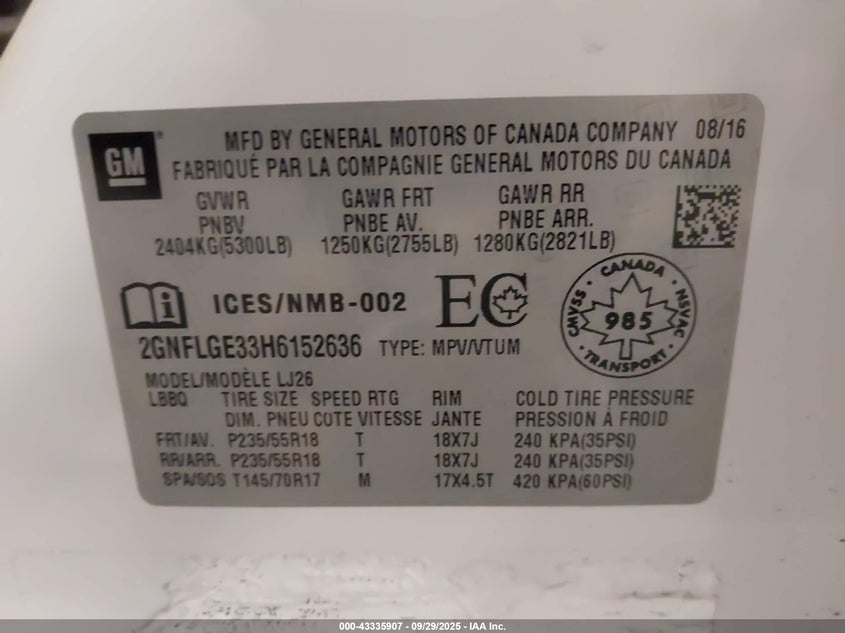 GM
MFD BY GENERAL MOTORS OF CANADA COMPANY 08/16
FABRIQUÉ PAR LA COMPAGNIE GENERAL MOTORS DU CANADA
GVWR GAWR FRT GAWR RR
PNBV PNBE AV. PNBE ARR.
2404KG(5300LB) 1250KG(2755LB) 1280KG(2821LB)
i ICES/NMB-002 EC
CANADA
CMVSS 985 NSVAC
TRANSPORT
2GNFLGE33H6152636 TYPE: MPV/VTUM
MODEL/MODÈLE LJ26
LBBQ TIRE SIZE SPEED RTG RIM COLD TIRE PRESSURE
DIM. PNEU COTE VITESSE JANTE PRESSION À FROID
FRT/AV. P235/55R18 T 18X7J 240 KPA(35PSI)
RR/ARR. P235/55R18 T 18X7J 240 KPA(35PSI)
SPA/SOS T145/70R17 M 17X4.5T 420 KPA(60PSI)
000-43335907 - 09/29/2025 - IAA Inc.